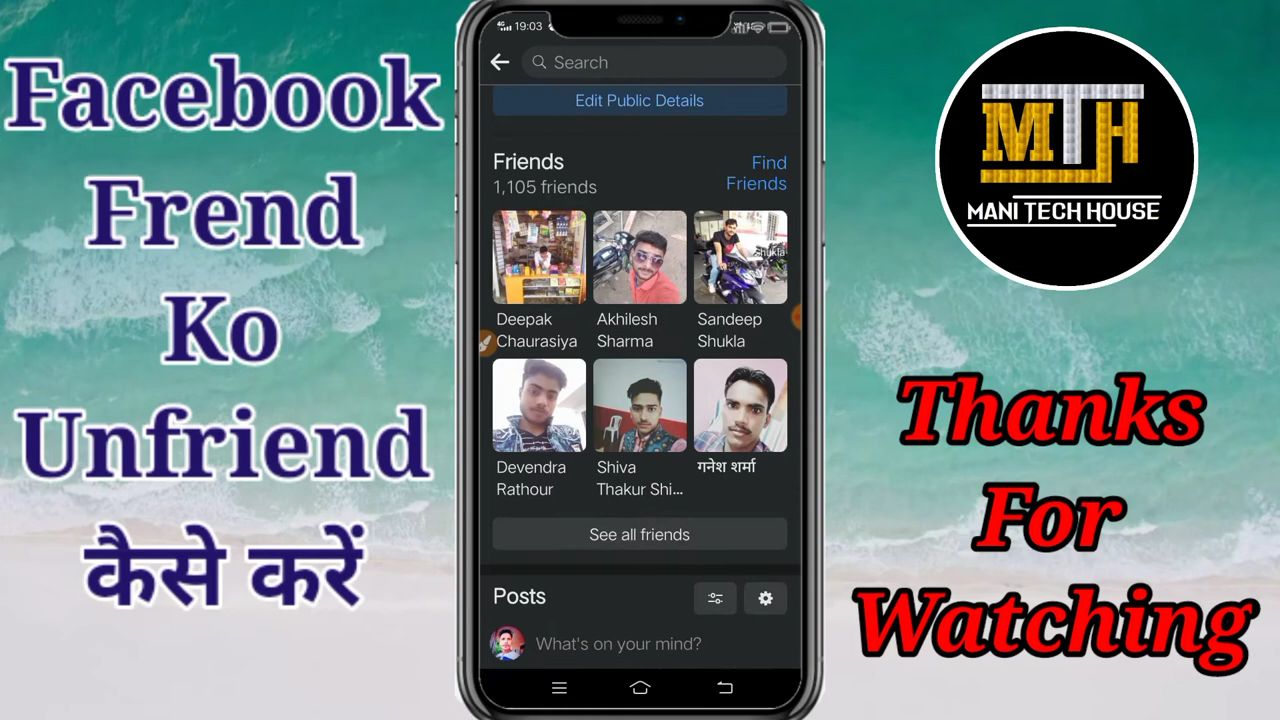 Facebook
Frend
Ko
Unfriend
कैसे करें
4G 19:03
Search
Edit Public Details
Friends
1,105 friends
Find
Friends
Shukla
Deepak
Chaurasiya
Akhilesh
Sharma
Sandeep
Shukla
Devendra
Rathour
Shiva
Thakur Shi...
गनेश शर्मा
See all friends
Posts
What's on your mind?
MTH
MANI TECH HOUSE
Thanks
For
Watching